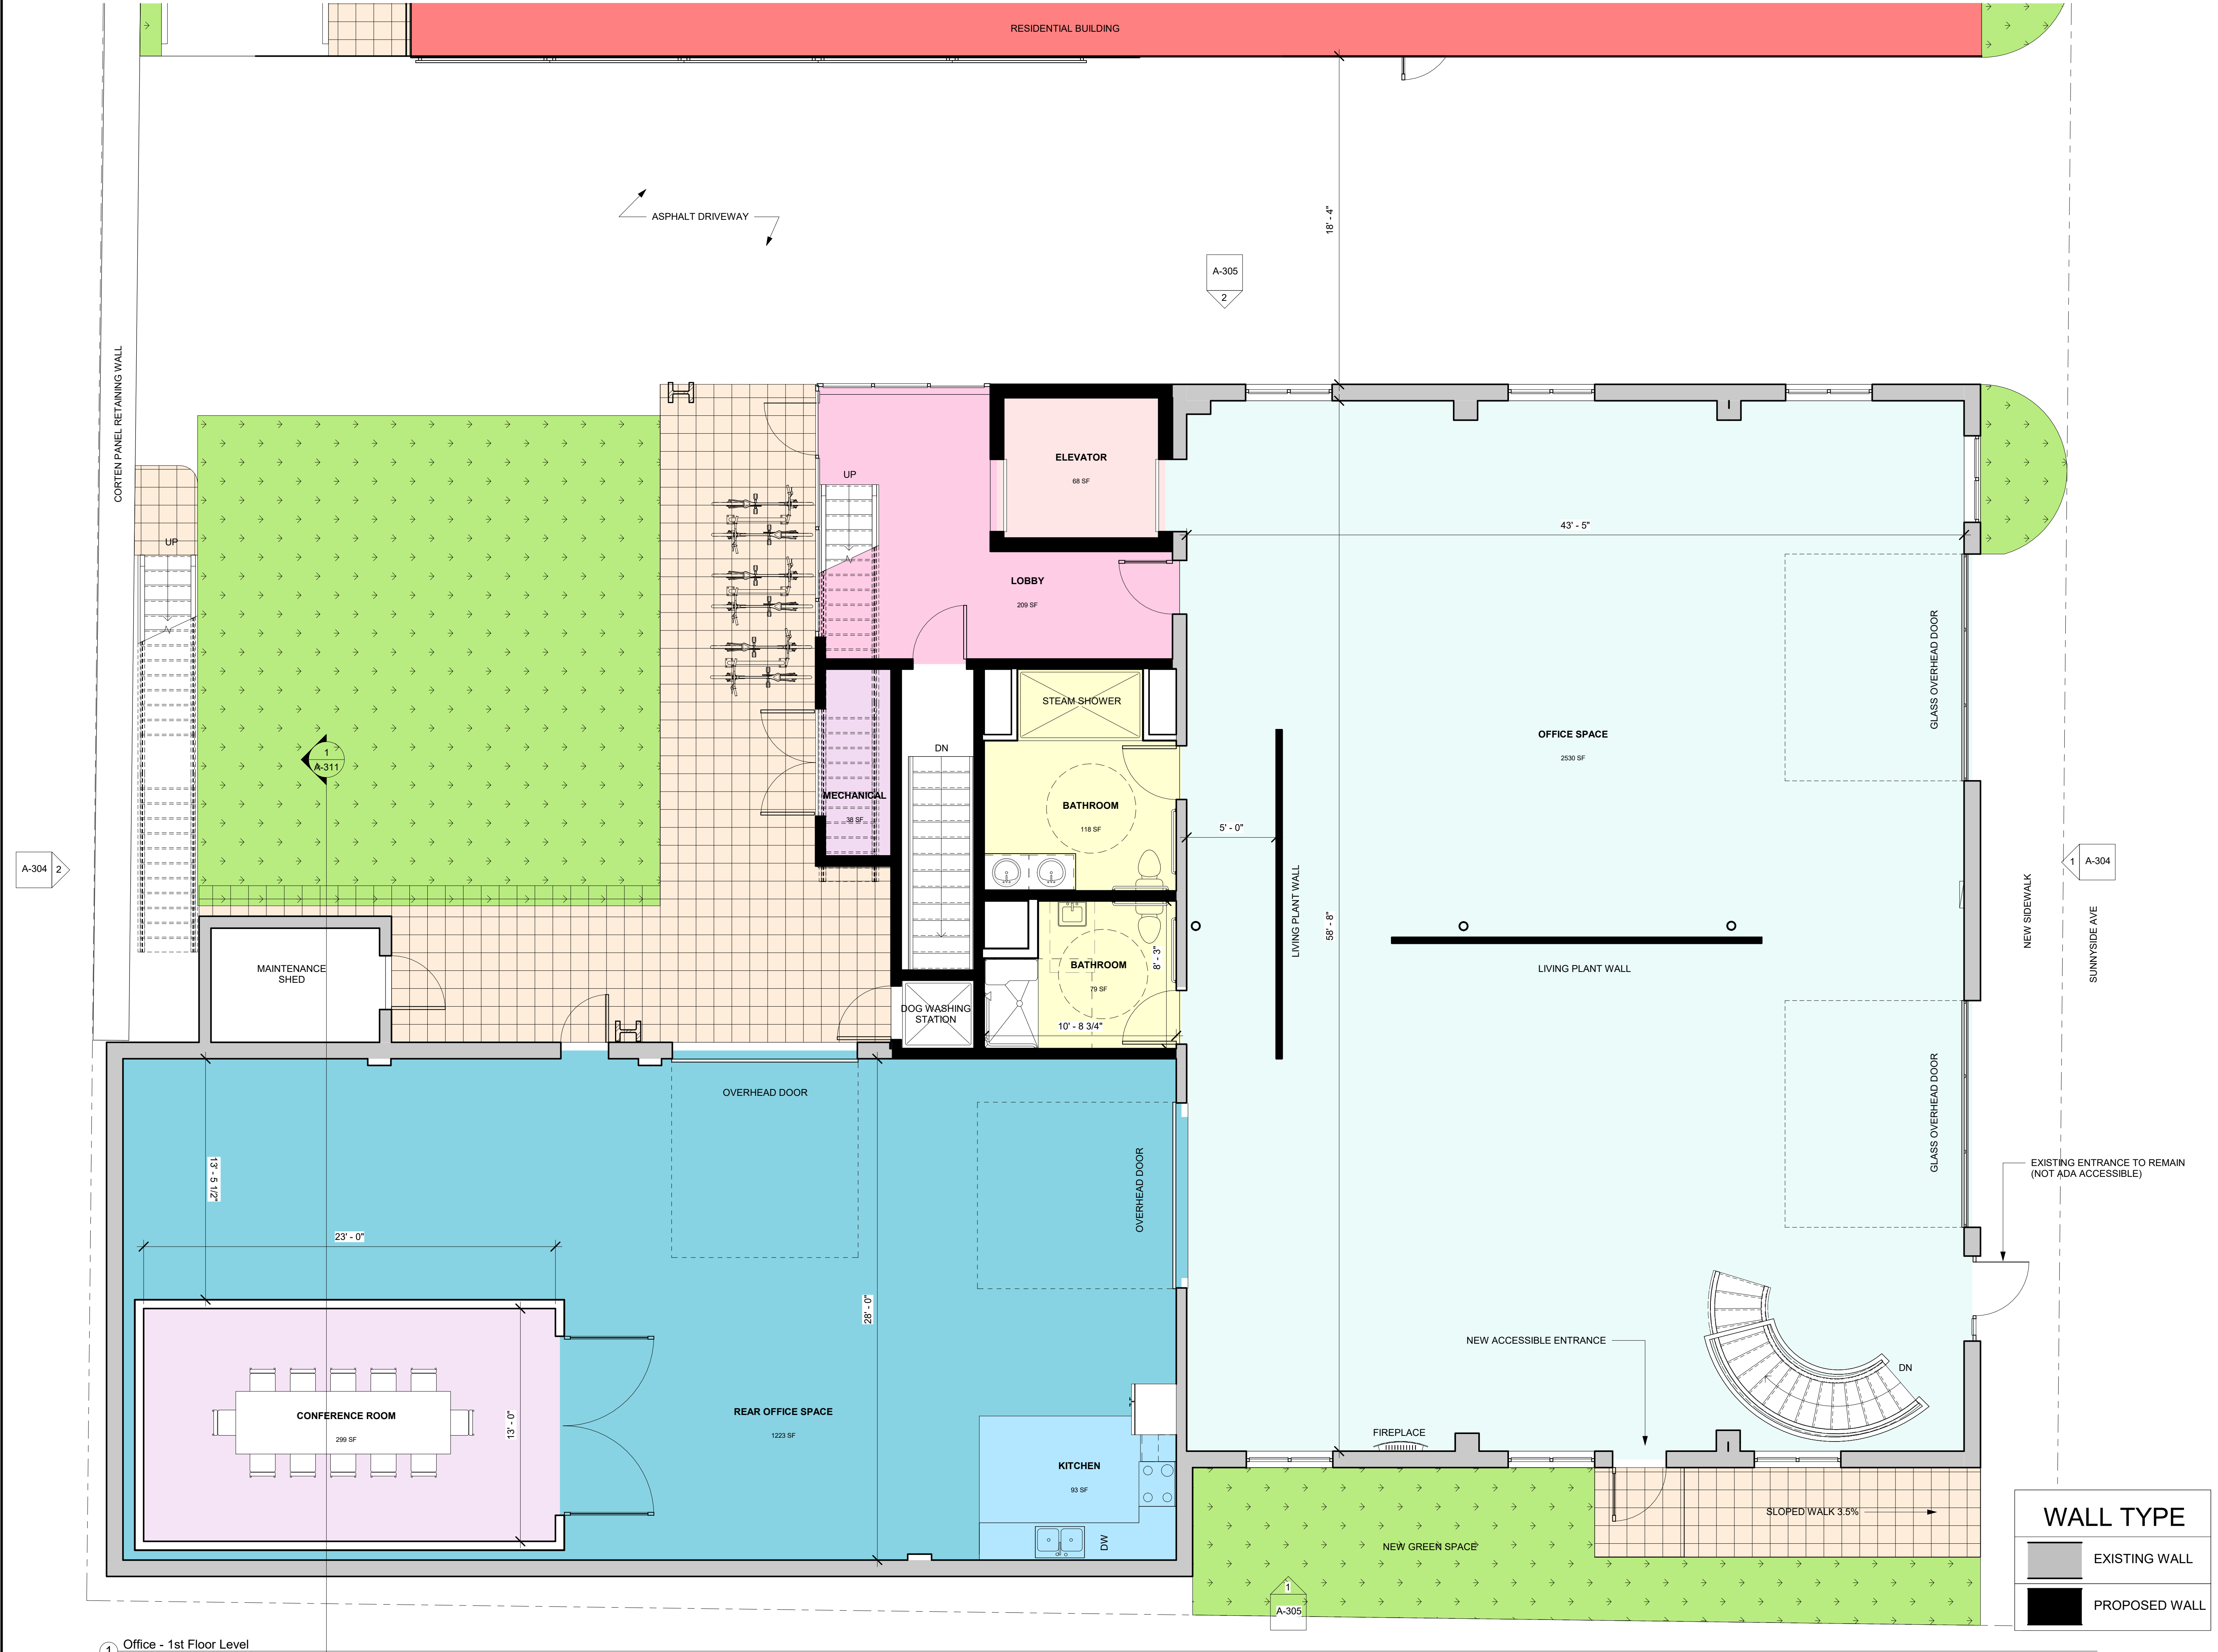 RESIDENTIAL BUILDING
ASPHALT DRIVEWAY
18' - 4"
A-305
2
CORTEN PANEL RETAINING WALL
UP
UP
ELEVATOR
68 SF
43' - 5"
LOBBY
209 SF
GLASS OVERHEAD DOOR
STEAM SHOWER
OFFICE SPACE
2530 SF
DN
1
A-311
MECHANICAL
38 SF
BATHROOM
118 SF
5' - 0"
A-304
2
1
A-304
LIVING PLANT WALL
58' - 8"
NEW SIDEWALK
SUNNYSIDE AVE
MAINTENANCE
SHED
BATHROOM
79 SF
8' - 3"
LIVING PLANT WALL
DOG WASHING
STATION
10' - 8 3/4"
OVERHEAD DOOR
GLASS OVERHEAD DOOR
13' - 5 1/2"
OVERHEAD DOOR
EXISTING ENTRANCE TO REMAIN
(NOT ADA ACCESSIBLE)
23' - 0"
28' - 0"
NEW ACCESSIBLE ENTRANCE
DN
CONFERENCE ROOM
299 SF
13' - 0"
REAR OFFICE SPACE
1223 SF
FIREPLACE
KITCHEN
93 SF
DW
SLOPED WALK 3.5%
NEW GREEN SPACE
1
A-305
WALL TYPE
EXISTING WALL
PROPOSED WALL
1
Office - 1st Floor Level